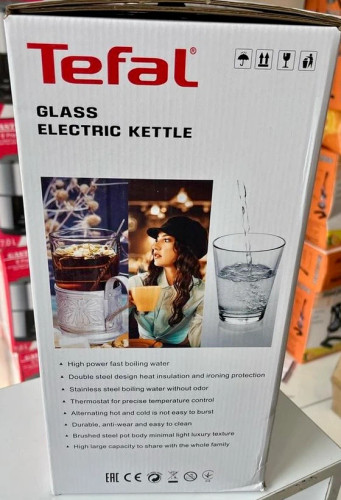 Tefal®
GLASS
ELECTRIC KETTLE
• High power fast boiling water
• Double steel design heat insulation and ironing protection
• Stainless steel boiling water without odor
• Thermostat for precise temperature control
• Alternating hot and cold is not easy to burst
• Durable, anti-wear and easy to clean
• Brushed steel pot body minimal light luxury texture
• High large capacity to share with the whole family
EAC CE